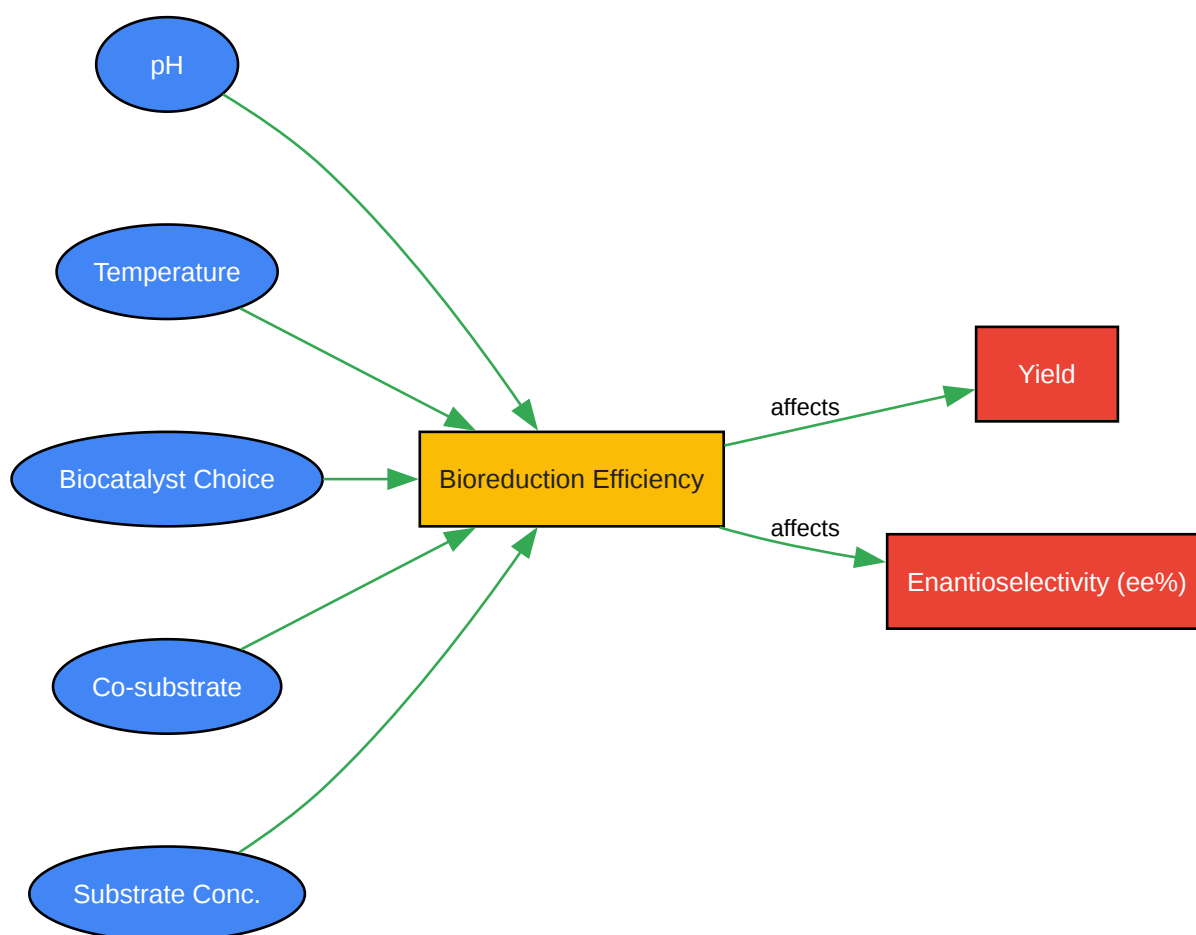 pH
Temperature
Biocatalyst Choice
Co-substrate
Substrate Conc.
Bioreduction Efficiency
affects
affects
Yield
Enantioselectivity (ee%)